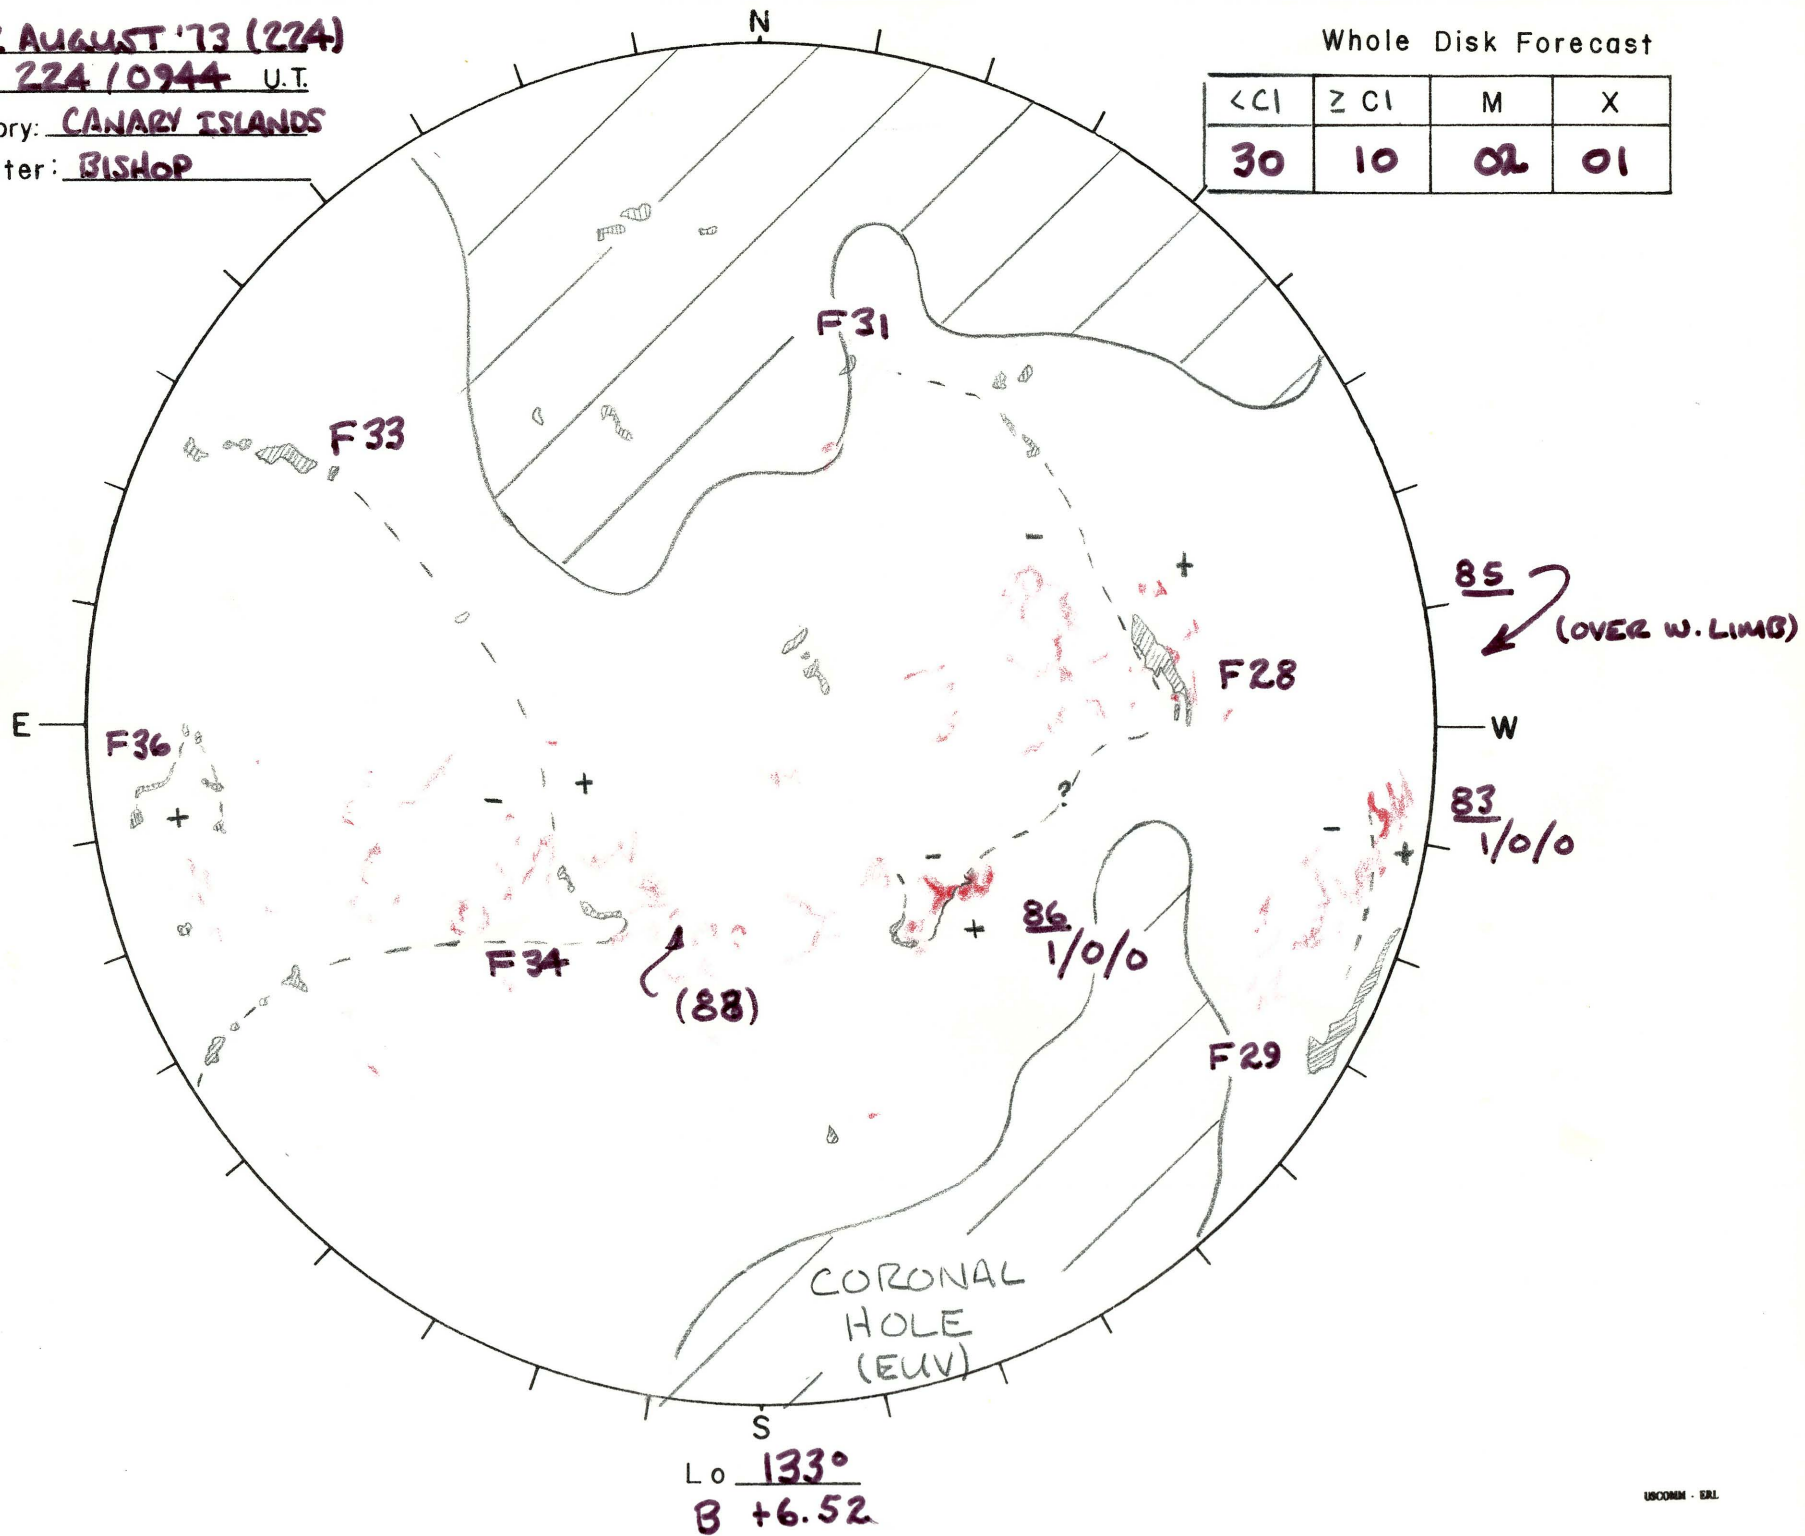 AUGUST '73 (224)
224/0944 U.T.
ory: CANARY ISLANDS
ter: BISHOP
N
Whole Disk Forecast
<C1 ≥ C1 M X
30 10 02 01
F31
F33
-
+
85
(OVER W. LIMB)
F28
E
W
F36
- +
?
83
1/0/0
+
-
+
-
+
86
1/0/0
F34
(88)
F29
CORONAL
HOLE
(EUV)
S
Lo 133°
B +6.52
USCOMM - ERL